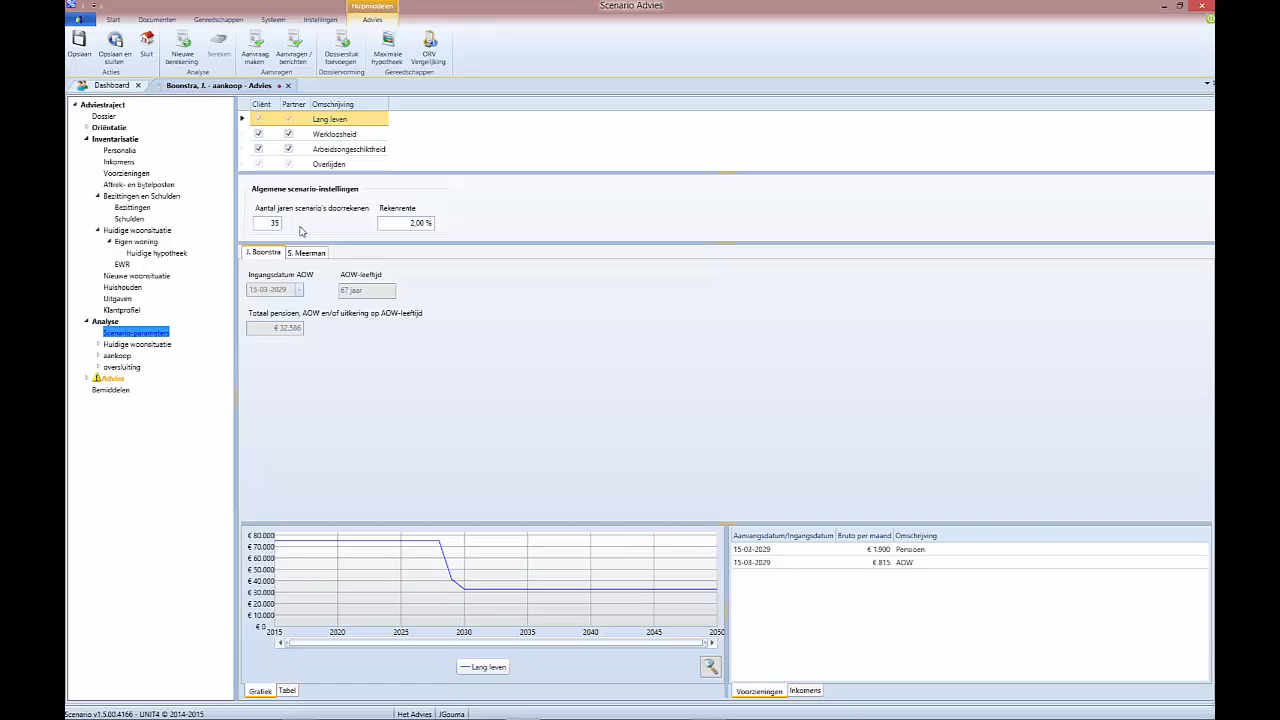 Scenario Advies
Hulpmiddelen
Start Documenten Gereedschappen Systeem Instellingen Advies
Opslaan
Opslaan en sluiten
Sluit
Acties
Nieuwe berekening
Bereken
Analyse
Aanvraag maken
Aanvragen / berichten
Aanvragen
Dossierstuk toevoegen
Dossiervorming
Maximale hypotheek
ORV Vergelijking
Gereedschappen
Dashboard
Boonstra, J. - aankoop - Advies
Adviestraject
Dossier
Oriëntatie
Inventarisatie
Personalia
Inkomens
Voorzieningen
Aftrek- en bijtelposten
Bezittingen en Schulden
Bezittingen
Schulden
Huidige woonsituatie
Eigen woning
Huidige hypotheek
EWR
Nieuwe woonsituatie
Huishouden
Uitgaven
Klantprofiel
Analyse
Scenario-parameters
Huidige woonsituatie
aankoop
oversluiting
Advies
Bemiddelen
Cliënt Partner Omschrijving
Lang leven
Werkloosheid
Arbeidsongeschiktheid
Overlijden
Algemene scenario-instellingen
Aantal jaren scenario's doorrekenen Rekenrente
35 2,00 %
J. Boonstra S. Meerman
Ingangsdatum AOW AOW-leeftijd
15-03-2029 67 jaar
Totaal pensioen, AOW en/of uitkering op AOW-leeftijd
€ 32.586
€ 80.000
€ 70.000
€ 60.000
€ 50.000
€ 40.000
€ 30.000
€ 20.000
€ 10.000
€ 0
2015 2020 2025 2030 2035 2040 2045 2050
Lang leven
Grafiek Tabel
Aanvangsdatum/Ingangsdatum Bruto per maand Omschrijving
15-03-2029 € 1.900 Pensioen
15-03-2029 € 815 AOW
Voorzieningen Inkomens
Scenario v1.5.00.4166 - UNIT4 © 2014-2015 Het Advies JGouma